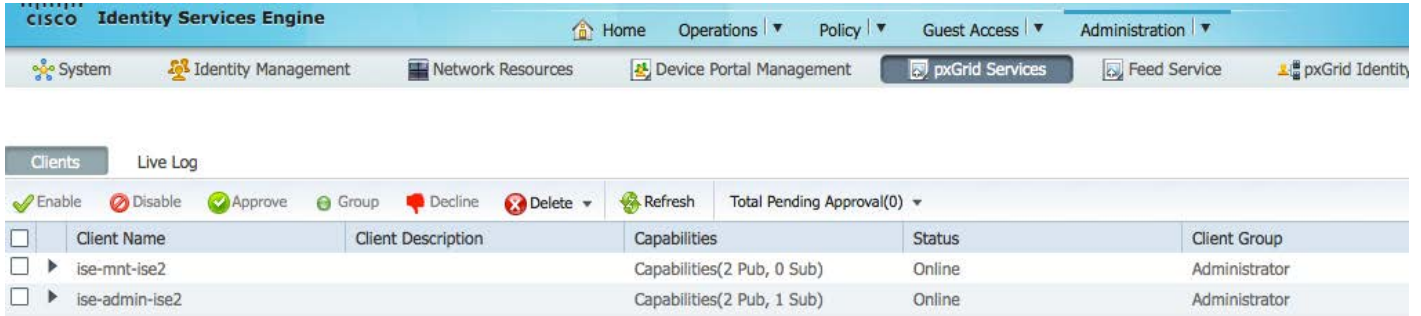 CISCO Identity Services Engine
Home Operations Policy Guest Access Administration
System Identity Management Network Resources Device Portal Management pxGrid Services Feed Service pxGrid Identity
Clients Live Log
Enable Disable Approve Group Decline Delete Refresh Total Pending Approval(0)
Client Name Client Description Capabilities Status Client Group
ise-mnt-ise2 Capabilities(2 Pub, 0 Sub) Online Administrator
ise-admin-ise2 Capabilities(2 Pub, 1 Sub) Online Administrator